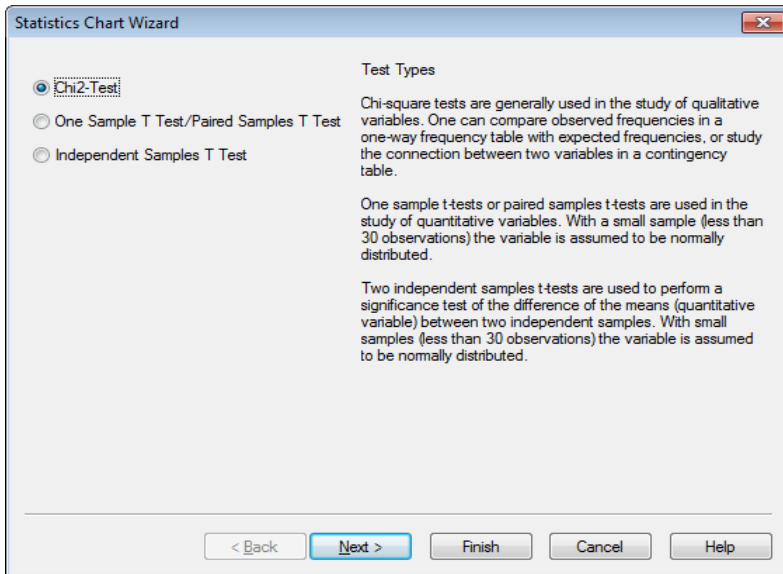 Statistics Chart Wizard
Chi2-Test
One Sample T Test/Paired Samples T Test
Independent Samples T Test
Test Types
Chi-square tests are generally used in the study of qualitative
variables. One can compare observed frequencies in a
one-way frequency table with expected frequencies, or study
the connection between two variables in a contingency
table.
One sample t-tests or paired samples t-tests are used in the
study of quantitative variables. With a small sample (less than
30 observations) the variable is assumed to be normally
distributed.
Two independent samples t-tests are used to perform a
significance test of the difference of the means (quantitative
variable) between two independent samples. With small
samples (less than 30 observations) the variable is assumed
to be normally distributed.
< Back
Next >
Finish
Cancel
Help